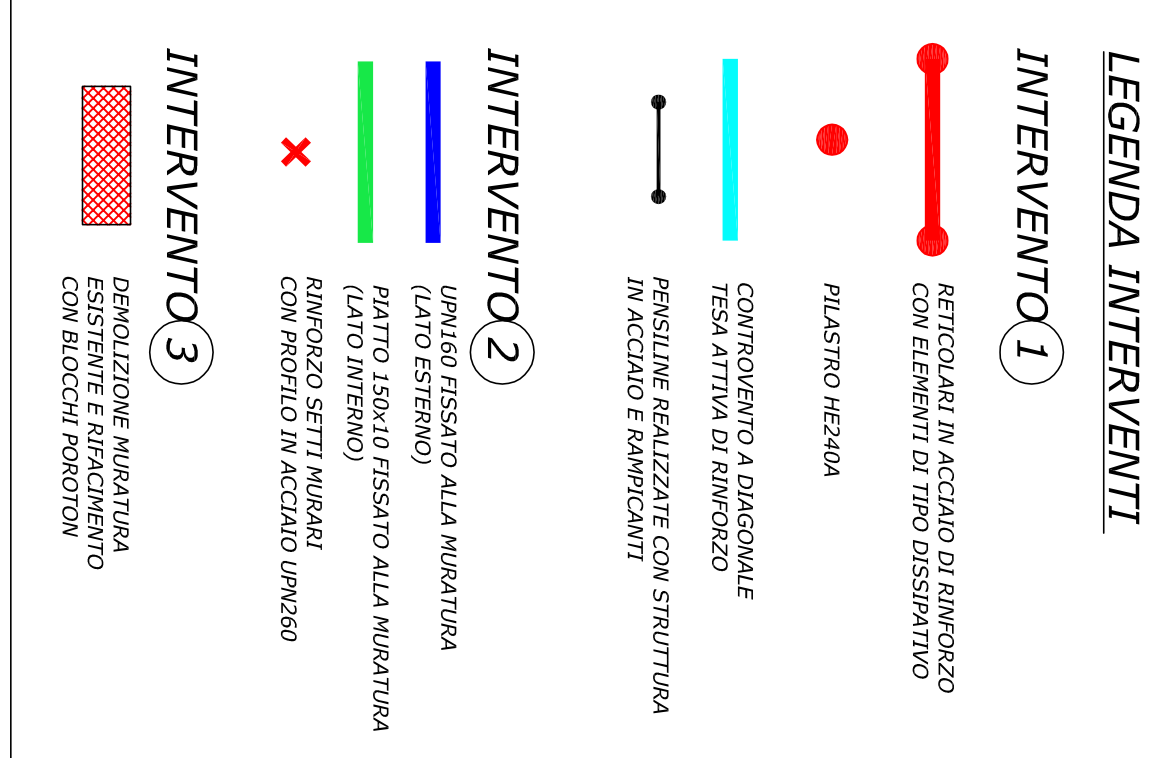 LEGENDA INTERVENTI
INTERVENTO 1
RETICOLARI IN ACCIAIO DI RINFORZO
CON ELEMENTI DI TIPO DISSIPATIVO
PILASTRO HE240A
CONTROVENTO A DIAGONALE
TESA ATTIVA DI RINFORZO
PENSILINE REALIZZATE CON STRUTTURA
IN ACCIAIO E RAMPICANTI
INTERVENTO 2
UPN160 FISSATO ALLA MURATURA
(LATO ESTERNO)
PIATTO 150x10 FISSATO ALLA MURATURA
(LATO INTERNO)
RINFORZO SETTI MURARI
CON PROFILO IN ACCIAIO UPN260
INTERVENTO 3
DEMOLIZIONE MURATURA
ESISTENTE E RIFACIMENTO
CON BLOCCHI POROTON